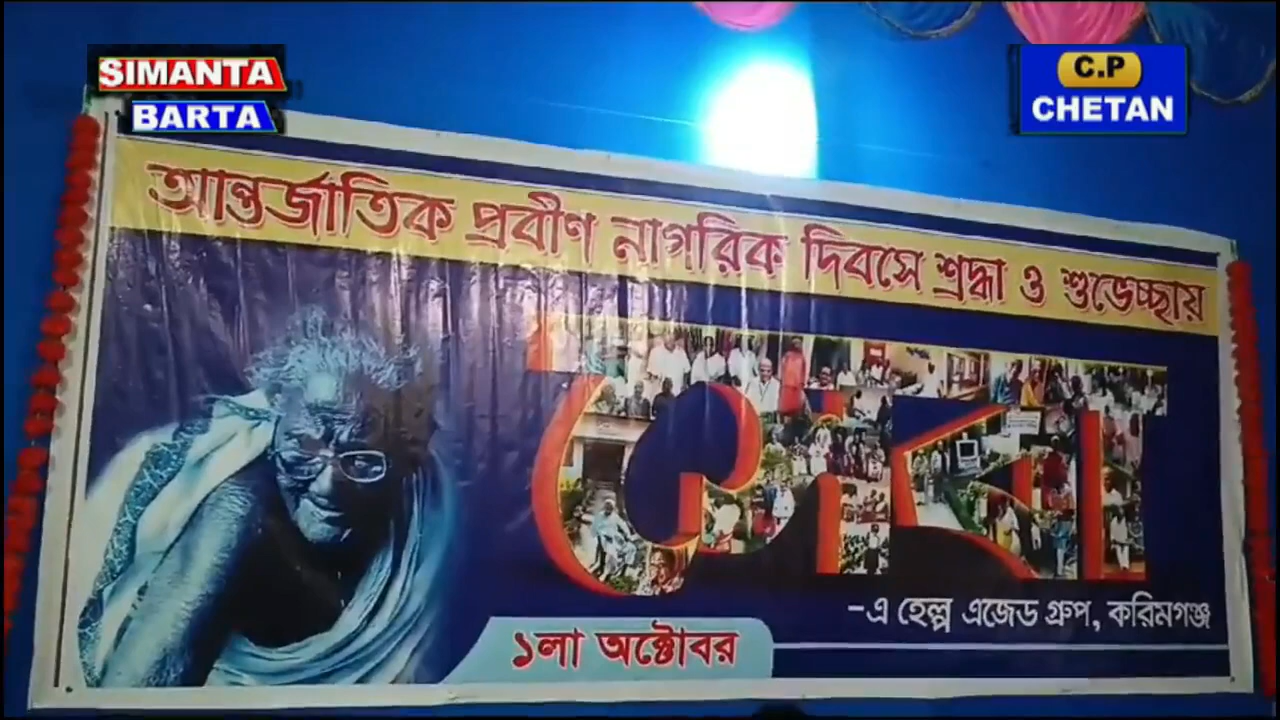 SIMANTA
BARTA
C.P
CHETAN
আন্তর্জাতিক প্রবীণ নাগরিক দিবসে শ্রদ্ধা ও শুভেচ্ছায়
সেবা
-এ হেল্প এজেড গ্রুপ, করিমগঞ্জ
১লা অক্টোবর